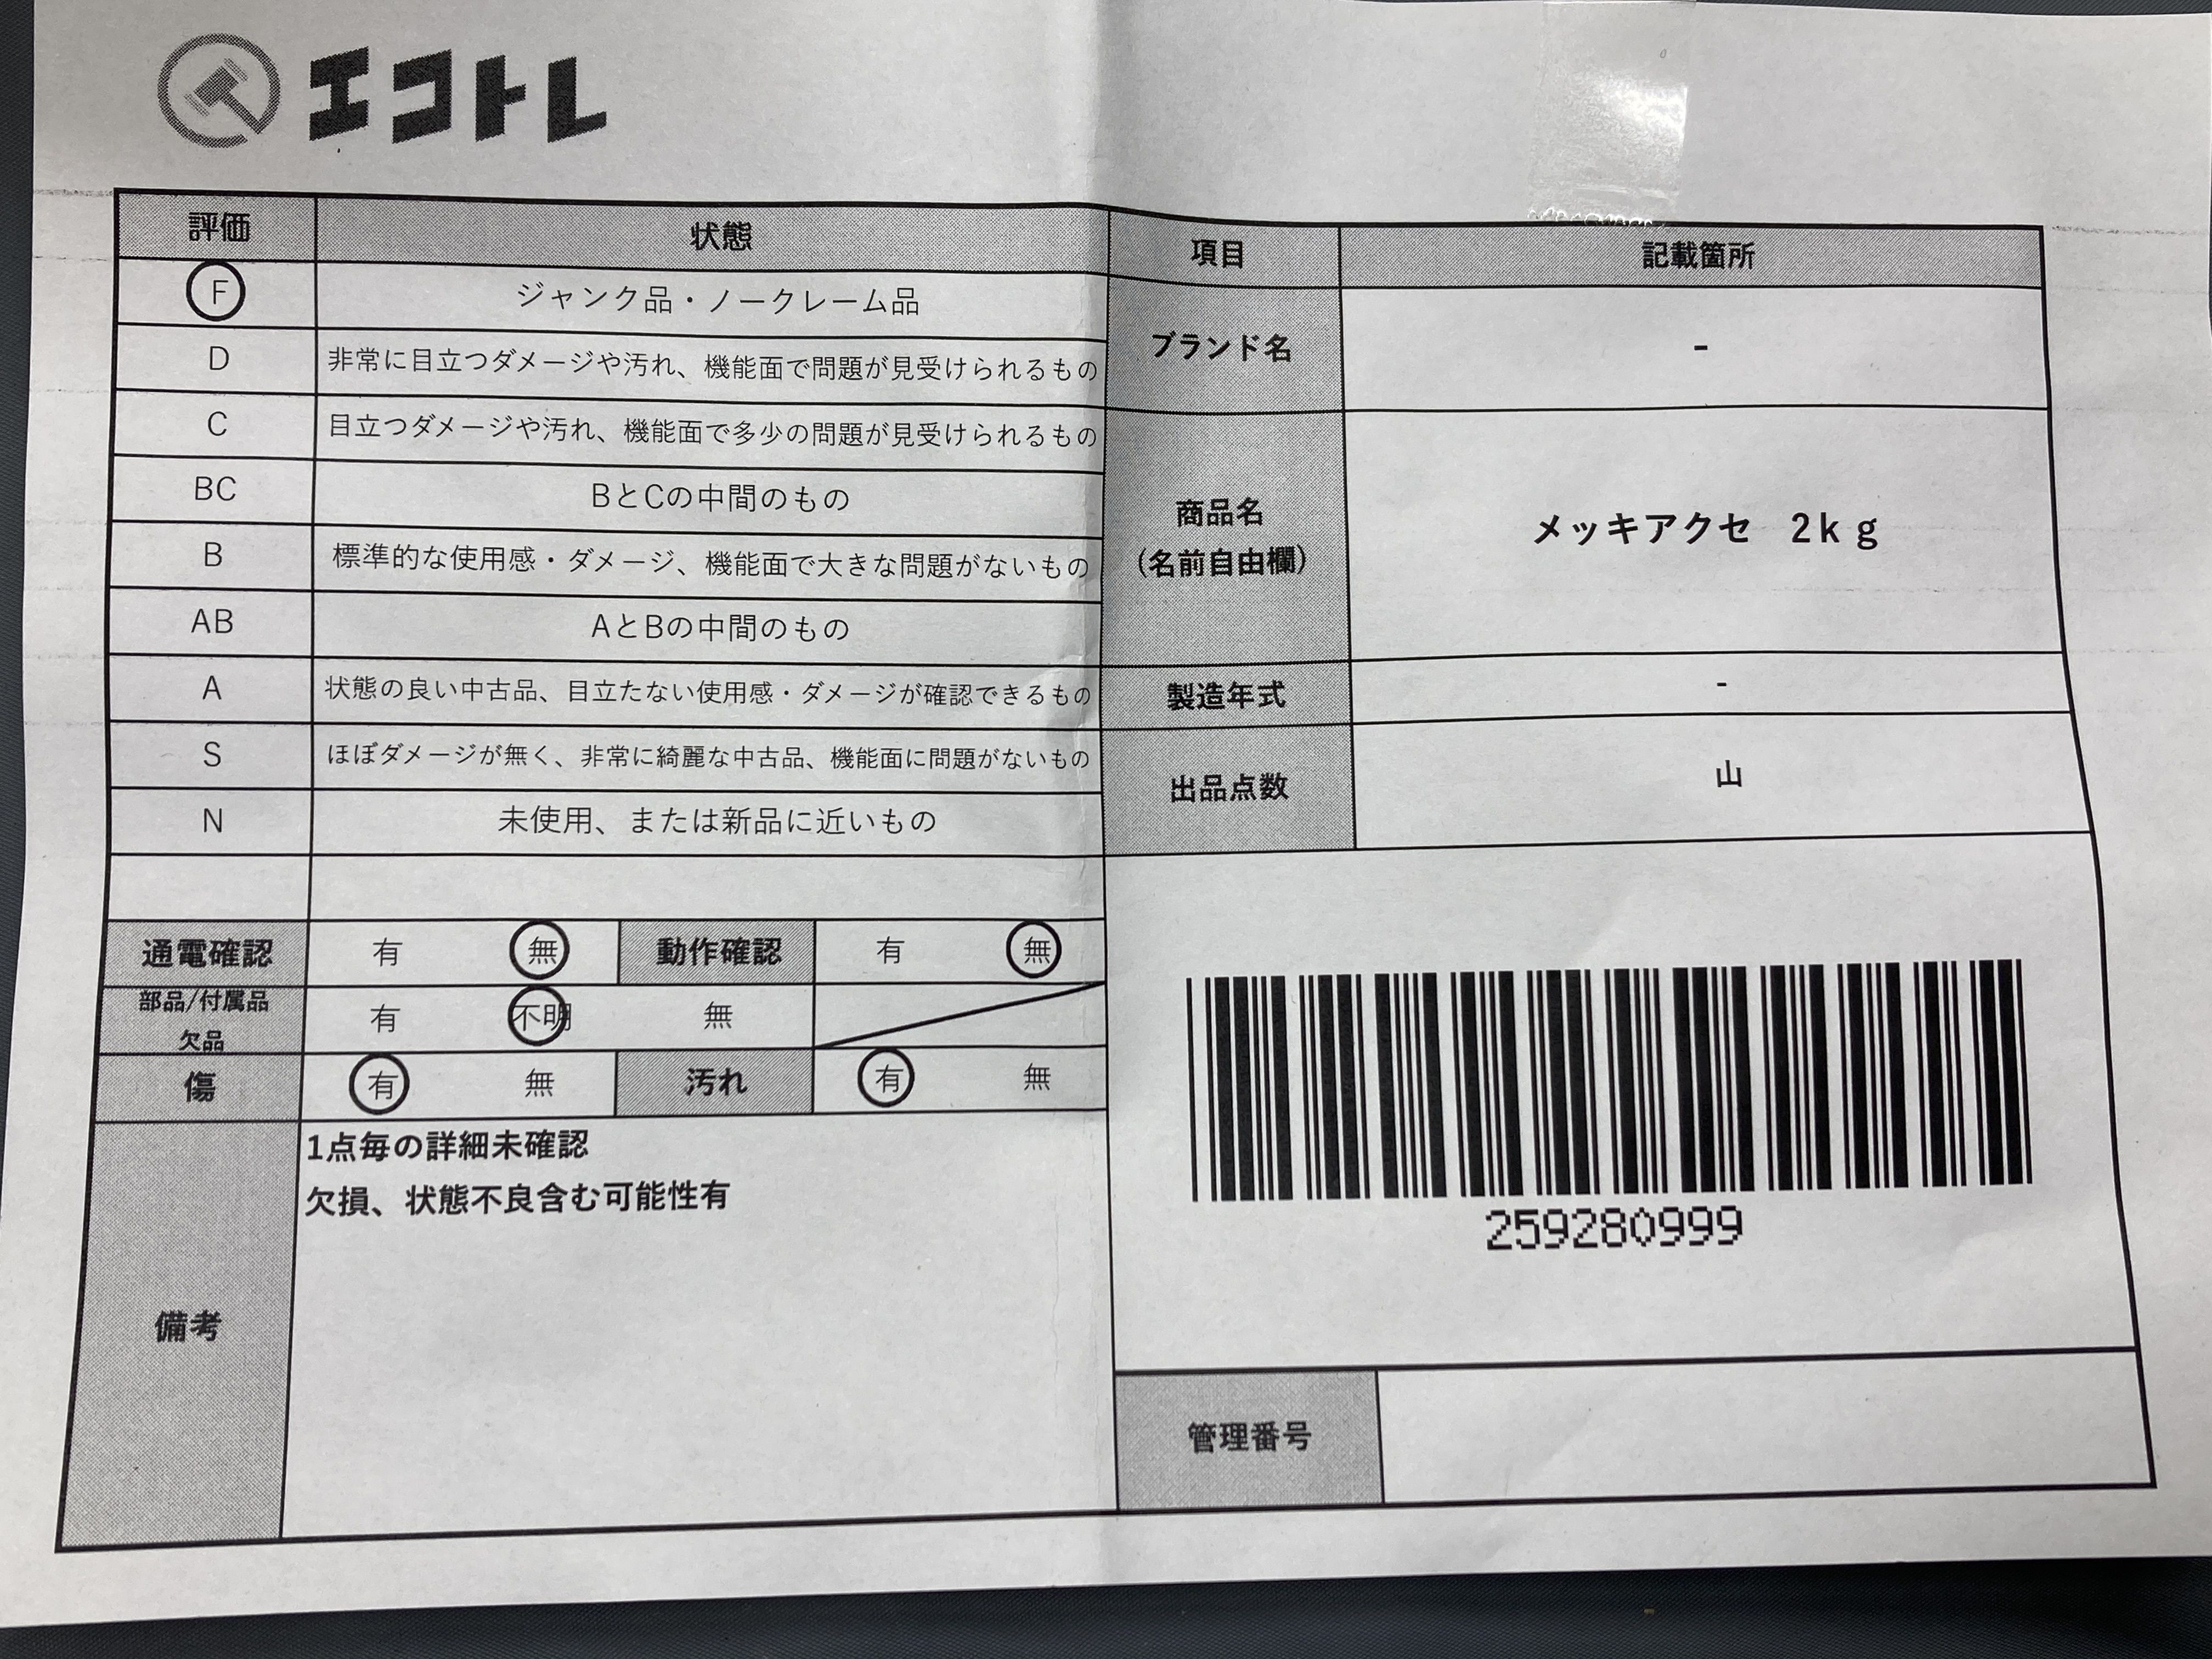 エコトレ
評価 状態
F ジャンク品・ノークレーム品
D 非常に目立つダメージや汚れ、機能面で問題が見受けられるもの
C 目立つダメージや汚れ、機能面で多少の問題が見受けられるもの
BC BとCの中間のもの
B 標準的な使用感・ダメージ、機能面で大きな問題がないもの
AB AとBの中間のもの
A 状態の良い中古品、目立たない使用感・ダメージが確認できるもの
S ほぼダメージが無く、非常に綺麗な中古品、機能面に問題がないもの
N 未使用、または新品に近いもの
通電確認 有 無 動作確認 有 無
部品/付属品
欠品 有 不明 無
傷 有 無 汚れ 有 無
備考
1点毎の詳細未確認
欠損、状態不良含む可能性有
項目 記載箇所
ブランド名 -
商品名
(名前自由欄) メッキアクセ 2kg
製造年式 -
出品点数 山
259280999
管理番号